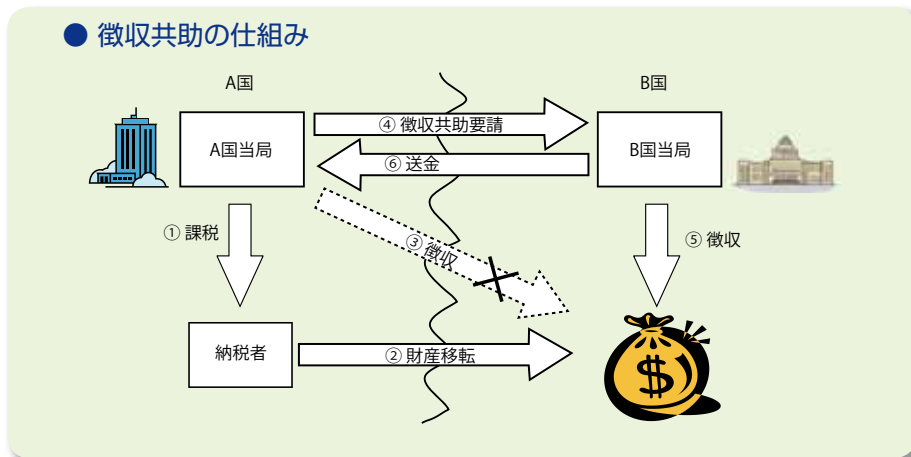 ● 徴収共助の仕組み
A国
B国
A国当局
④ 徴収共助要請
B国当局
⑥ 送金
① 課税
③ 徴収
⑤ 徴収
納税者
② 財産移転
$